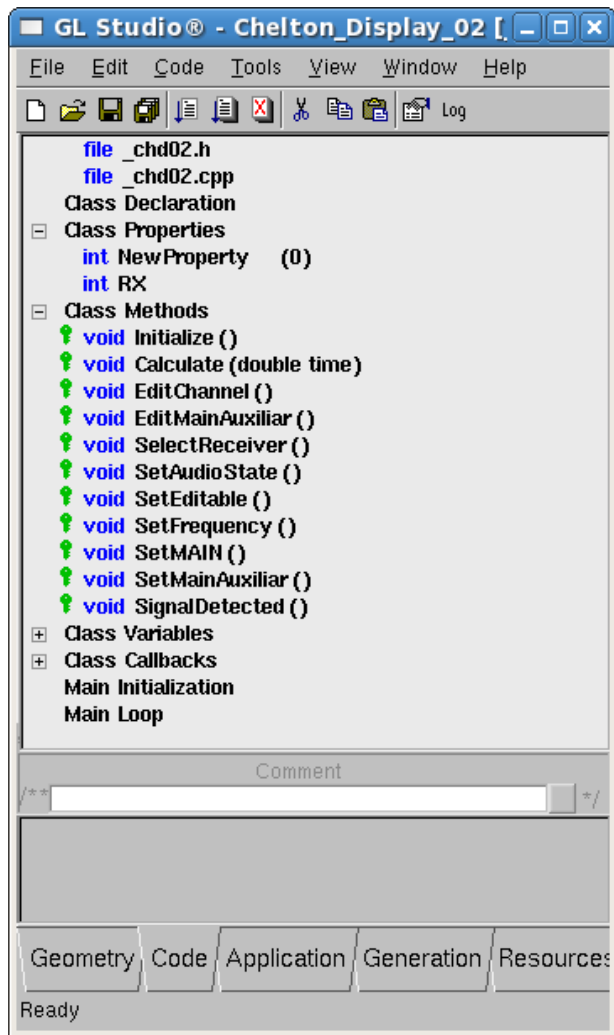 GL Studio® - Chelton_Display_02 [
File Edit Code Tools View Window Help
Log
file _chd02.h
file _chd02.cpp
Class Declaration
Class Properties
int NewProperty (0)
int RX
Class Methods
void Initialize ()
void Calculate (double time)
void EditChannel ()
void EditMainAuxiliar ()
void SelectReceiver ()
void SetAudioState ()
void SetEditable ()
void SetFrequency ()
void SetMAIN ()
void SetMainAuxiliar ()
void SignalDetected ()
Class Variables
Class Callbacks
Main Initialization
Main Loop
Comment
/** */
Geometry Code Application Generation Resources
Ready